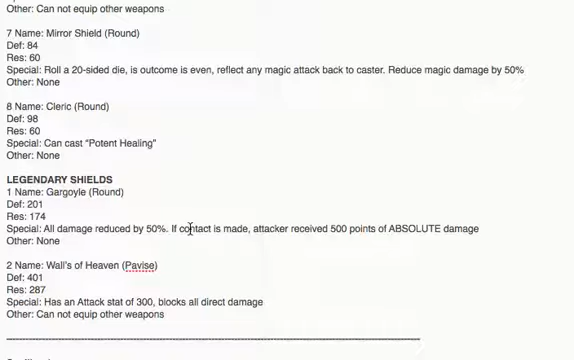 Other: Can not equip other weapons
7 Name: Mirror Shield (Round)
Def: 84
Res: 60
Special: Roll a 20-sided die, is outcome is even, reflect any magic attack back to caster. Reduce magic damage by 50%
Other: None
8 Name: Cleric (Round)
Def: 98
Res: 60
Special: Can cast “Potent Healing”
Other: None
LEGENDARY SHIELDS
1 Name: Gargoyle (Round)
Def: 201
Res: 174
Special: All damage reduced by 50%. If contact is made, attacker received 500 points of ABSOLUTE damage
Other: None
2 Name: Wall’s of Heaven (Pavise)
Def: 401
Res: 287
Special: Has an Attack stat of 300, blocks all direct damage
Other: Can not equip other weapons